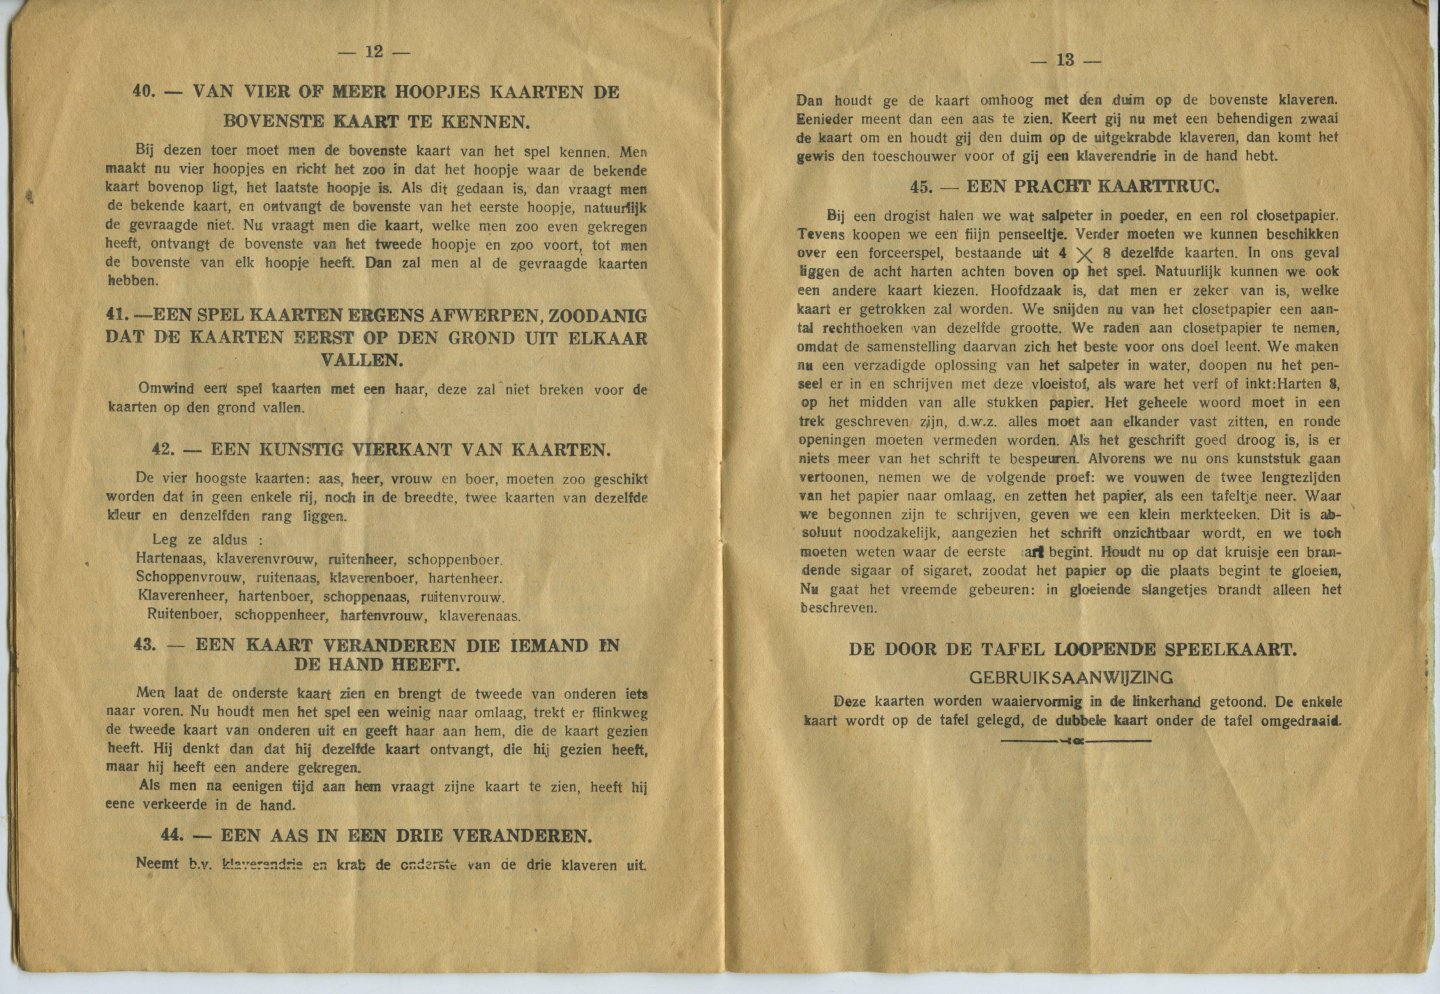 — 12 —
40. — VAN VIER OF MEER HOOPJES KAARTEN DE
BOVENSTE KAART TE KENNEN.
Bij dezen toer moet men de bovenste kaart van het spel kennen. Men
maakt nu vier hoopjes en richt het zoo in dat het hoopje waar de bekende
kaart bovenop ligt, het laatste hoopje is. Als dit gedaan is, dan vraagt men
de bekende kaart, en ontvangt de bovenste van het eerste hoopje, natuurlijk
de gevraagde niet. Nu vraagt men die kaart, welke men zoo even gekregen
heeft, ontvangt de bovenste van het tweede hoopje en zoo voort, tot men
de bovenste van elk hoopje heeft. Dan zal men al de gevraagde kaarten
hebben.
41. —EEN SPEL KAARTEN ERGENS AFWERPEN, ZOODANIG
DAT DE KAARTEN EERST OP DEN GROND UIT ELKAAR
VALLEN.
Omwind een spel kaarten met een haar, deze zal niet breken voor de
kaarten op den grond vallen.
42. — EEN KUNSTIG VIERKANT VAN KAARTEN.
De vier hoogste kaarten: aas, heer, vrouw en boer, moeten zoo geschikt
worden dat in geen enkele rij, noch in de breedte, twee kaarten van dezelfde
kleur en denzelfden rang liggen.
Leg ze aldus :
Hartenaas, klaverenvrouw, ruitenheer, schoppenboer.
Schoppenvrouw, ruitenaas, klaverenboer, hartenheer.
Klaverenheer, hartenboer, schoppenaas, ruitenvrouw.
Ruitenboer, schoppenheer, hartenvrouw, klaverenaas.
43. — EEN KAART VERANDEREN DIE IEMAND IN
DE HAND HEEFT.
Men laat de onderste kaart zien en brengt de tweede van onderen iets
naar voren. Nu houdt men het spel een weinig naar omlaag, trekt er flinkweg
de tweede kaart van onderen uit en geeft haar aan hem, die de kaart gezien
heeft. Hij denkt dan dat hij dezelfde kaart ontvangt, die hij gezien heeft,
maar hij heeft een andere gekregen.
Als men na eenigen tijd aan hem vraagt zijne kaart te zien, heeft hij
eene verkeerde in de hand.
44. — EEN AAS IN EEN DRIE VERANDEREN.
Neemt b.v. klaverendrie en krab de onderste van de drie klaveren uit.
— 13 —
Dan houdt ge de kaart omhoog met den duim op de bovenste klaveren.
Eenieder meent dan een aas te zien. Keert gij nu met een behendigen zwaai
de kaart om en houdt gij den duim op de uitgekrabde klaveren, dan komt het
gewis den toeschouwer voor of gij een klaverendrie in de hand hebt.
45. — EEN PRACHT KAARTTRUC.
Bij een drogist halen we wat salpeter in poeder, en een rol closetpapier.
Tevens koopen we een fiijn penseeltje. Verder moeten we kunnen beschikken
over een forceerspel, bestaande uit 4 X 8 dezelfde kaarten. In ons geval
liggen de acht harten achten boven op het spel. Natuurlijk kunnen we ook
een andere kaart kiezen. Hoofdzaak is, dat men er zeker van is, welke
kaart er getrokken zal worden. We snijden nu van het closetpapier een aan-
tal rechthoeken van dezelfde grootte. We raden aan closetpapier te nemen,
omdat de samenstelling daarvan zich het beste voor ons doel leent. We maken
nu een verzadigde oplossing van het salpeter in water, doopen nu het pen-
seel er in en schrijven met deze vloeistof, als ware het verf of inkt:Harten 8,
op het midden van alle stukken papier. Het geheele woord moet in een
trek geschreven zijn, d.w.z. alles moet aan elkander vast zitten, en ronde
openingen moeten vermeden worden. Als het geschrift goed droog is, is er
niets meer van het schrift te bespeuren. Alvorens we nu ons kunststuk gaan
vertoonen, nemen we de volgende proef: we vouwen de twee lengtezijden
van het papier naar omlaag, en zetten het papier, als een tafeltje neer. Waar
we begonnen zijn te schrijven, geven we een klein merkteeken. Dit is ab-
soluut noodzakelijk, aangezien het schrift onzichtbaar wordt, en we toch
moeten weten waar de eerste begint. Houdt nu op dat kruisje een bran-
dende sigaar of sigaret, zoodat het papier op die plaats begint te gloeien,
Nu gaat het vreemde gebeuren: in gloeiende slangetjes brandt alleen het
beschreven.
DE DOOR DE TAFEL LOOPENDE SPEELKAART.
GEBRUIKSAANWIJZING
Deze kaarten worden waaiervormig in de linkerhand getoond. De enkele
kaart wordt op de tafel gelegd, de dubbele kaart onder de tafel omgedraaid.